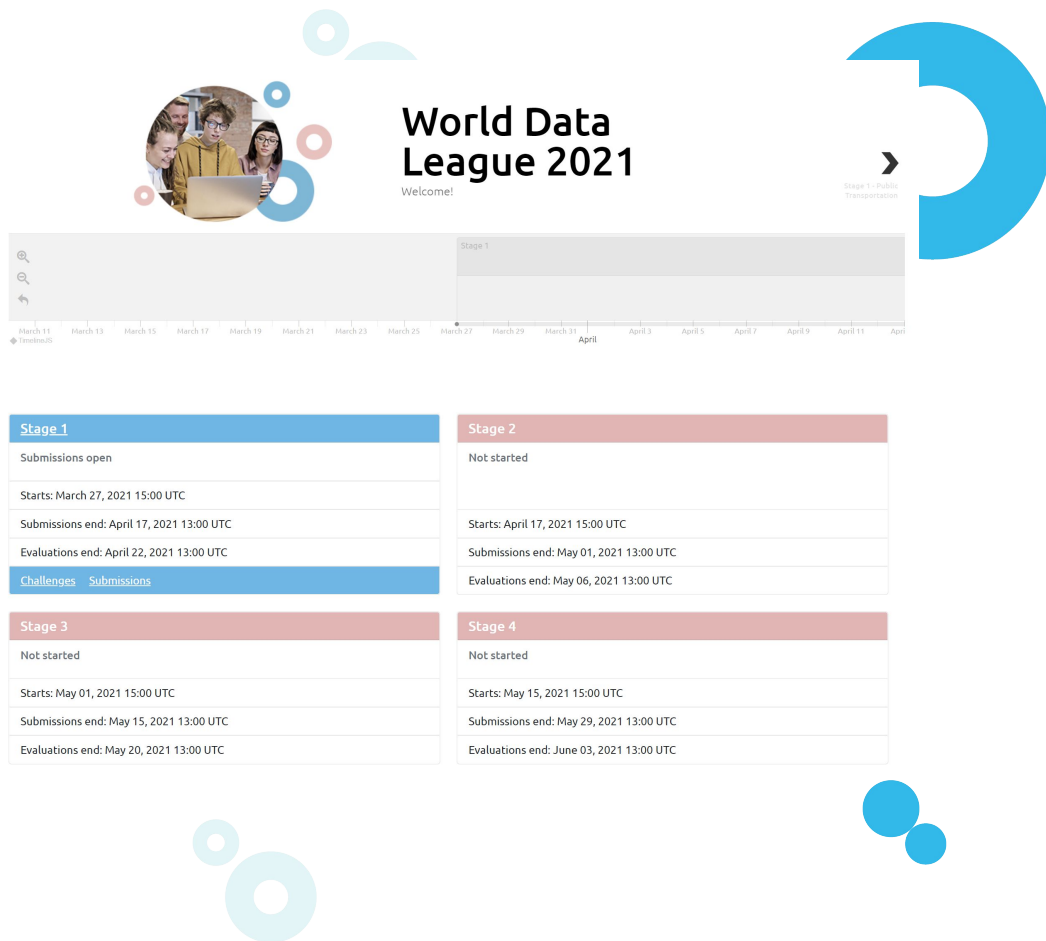 World Data
League 2021
Welcome!
Stage 1 - Public
Transportation
Stage 1
March 11 March 13 March 15 March 17 March 19 March 21 March 23 March 25 March 27 March 29 March 31 April 3 April 5 April 7 April 9 April 11 Apri
April
TimelineJS
Stage 1
Submissions open
Starts: March 27, 2021 15:00 UTC
Submissions end: April 17, 2021 13:00 UTC
Evaluations end: April 22, 2021 13:00 UTC
Challenges Submissions
Stage 2
Not started
Starts: April 17, 2021 15:00 UTC
Submissions end: May 01, 2021 13:00 UTC
Evaluations end: May 06, 2021 13:00 UTC
Stage 3
Not started
Starts: May 01, 2021 15:00 UTC
Submissions end: May 15, 2021 13:00 UTC
Evaluations end: May 20, 2021 13:00 UTC
Stage 4
Not started
Starts: May 15, 2021 15:00 UTC
Submissions end: May 29, 2021 13:00 UTC
Evaluations end: June 03, 2021 13:00 UTC